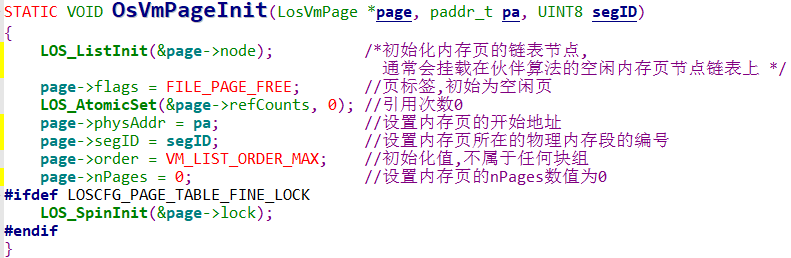 STATIC VOID OsVmPageInit(LosVmPage *page, paddr_t pa, UINT8 segID)
{
    LOS_ListInit(&page->node);          /*初始化内存页的链表节点,
                                          通常会挂载在伙伴算法的空闲内存页节点链表上 */
    page->flags = FILE_PAGE_FREE;       //页标签,初始为空闲页
    LOS_AtomicSet(&page->refCounts, 0); //引用次数0
    page->physAddr = pa;                //设置内存页的开始地址
    page->segID = segID;                //设置内存页所在的物理内存段的编号
    page->order = VM_LIST_ORDER_MAX;    //初始化值,不属于任何块组
    page->nPages = 0;                   //设置内存页的nPages数值为0
#ifdef LOSCFG_PAGE_TABLE_FINE_LOCK
    LOS_SpinInit(&page->lock);
#endif
}